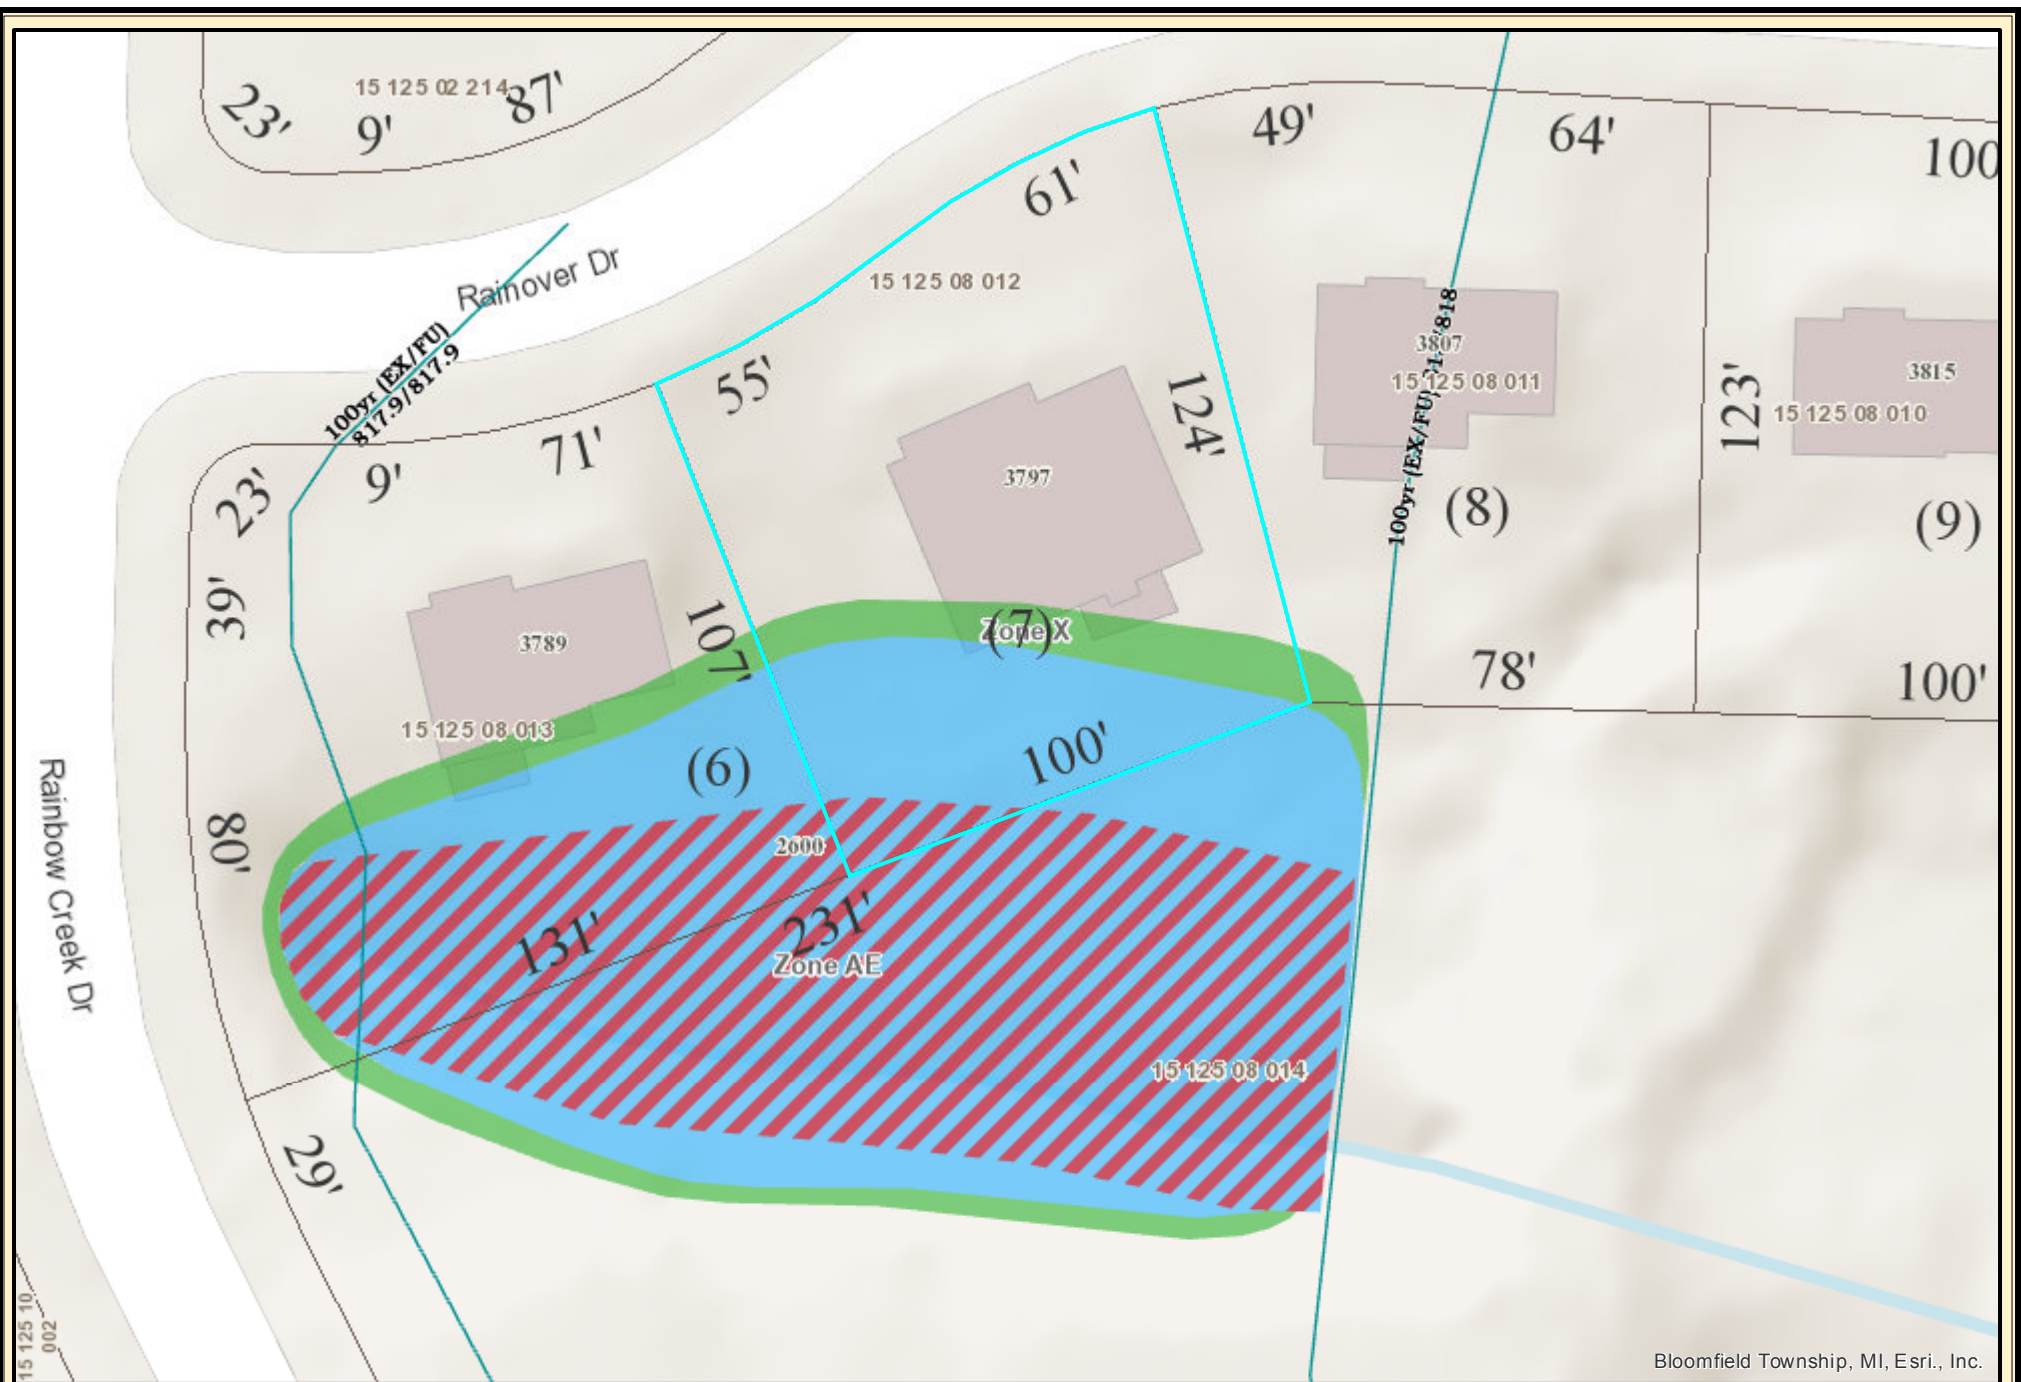 15 125 02 214
23'
9'
87'
49'
64'
100
61'
Rainover Dr
15 125 08 012
100yr (EX/FU)
817.9/817.9
55'
124'
3807
15 125 08 011
3815
15 125 08 010
123'
71'
9'
23'
3797
(8)
(9)
39'
3789
107'
Zone X
(7)
78'
100'
15 125 08 013
(6)
100'
Rainbow Creek Dr
80'
2600
131'
231'
Zone AE
15 125 08 014
29'
15 125 10
002
100yr (EX/FU)
Bloomfield Township, MI, Esri., Inc.